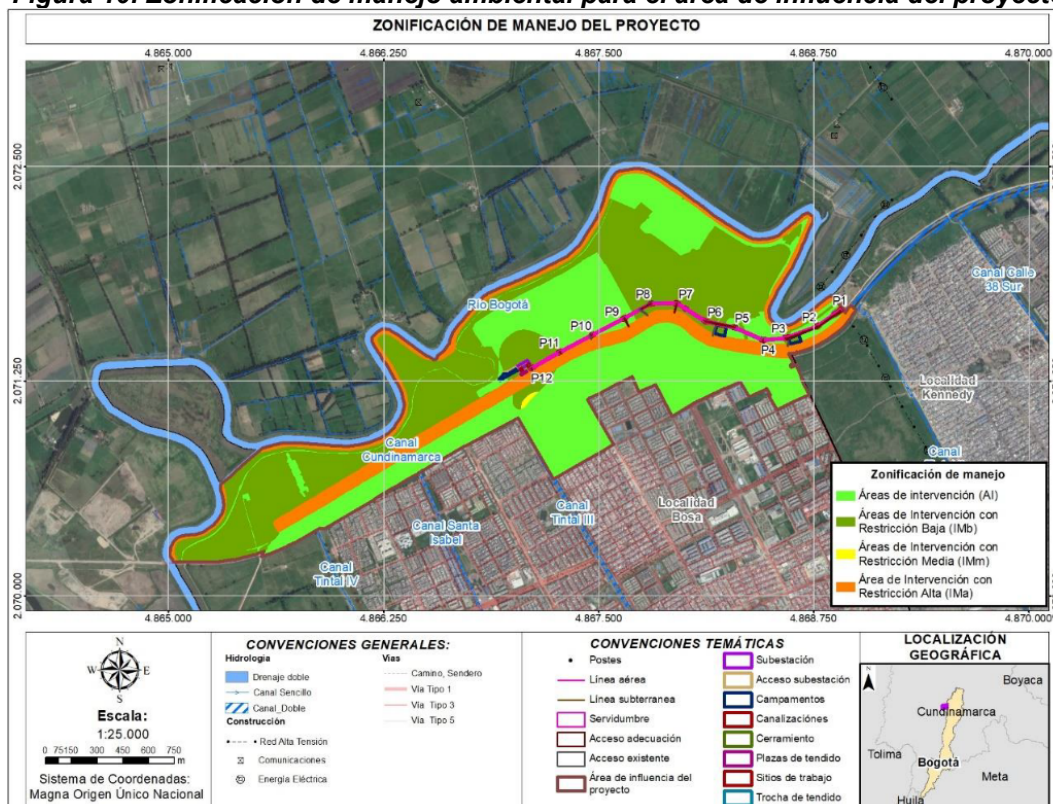 Figura 10. Zonificación de manejo ambiental para el área de influencia del proyecto
ZONIFICACIÓN DE MANEJO DEL PROYECTO
4.865.000
4.866.250
4.867.500
4.868.750
4.870.000
2.072.500
2.071.250
2.070.000
Río Bogotá
Canal Calle
38 Sur
P1
P2
P3
P4
P5
P6
P7
P8
P9
P10
P11
P12
Localidad
Kennedy
Canal
Canal
Cundinamarca
Canal Santa
Isabel
Canal
Tintal III
Localidad
Bosa
Canal
Tintal IV
Zonificación de manejo
Áreas de intervención (AI)
Áreas de Intervención con
Restricción Baja (IMb)
Áreas de Intervención con
Restricción Media (IMm)
Área de Intervención con
Restricción Alta (IMa)
N
W
E
S
Escala:
1:25.000
0 75150 300 450 600 750
m
Sistema de Coordenadas:
Magna Origen Único Nacional
CONVENCIONES GENERALES:
Hidrología
Drenaje doble
Canal Sencillo
Canal_Doble
Construcción
Red Alta Tensión
Comunicaciones
Energía Eléctrica
Vías
Camino, Sendero
Vía Tipo 1
Vía Tipo 3
Vía Tipo 5
CONVENCIONES TEMÁTICAS
Postes
Línea aérea
Línea subterranea
Servidumbre
Acceso adecuación
Acceso existente
Área de influencia del
proyecto
Subestación
Acceso subestación
Campamentos
Canalizaciónes
Cerramiento
Plazas de tendido
Sitios de trabajo
Trocha de tendido
LOCALIZACIÓN
GEOGRÁFICA
N
Boyaca
Cundinamarca
Tolima
Bogotá
Meta
Huila